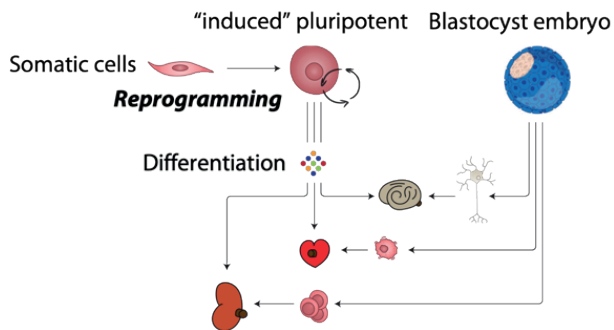 "induced" pluripotent
Blastocyst embryo
Somatic cells
Reprogramming
Differentiation